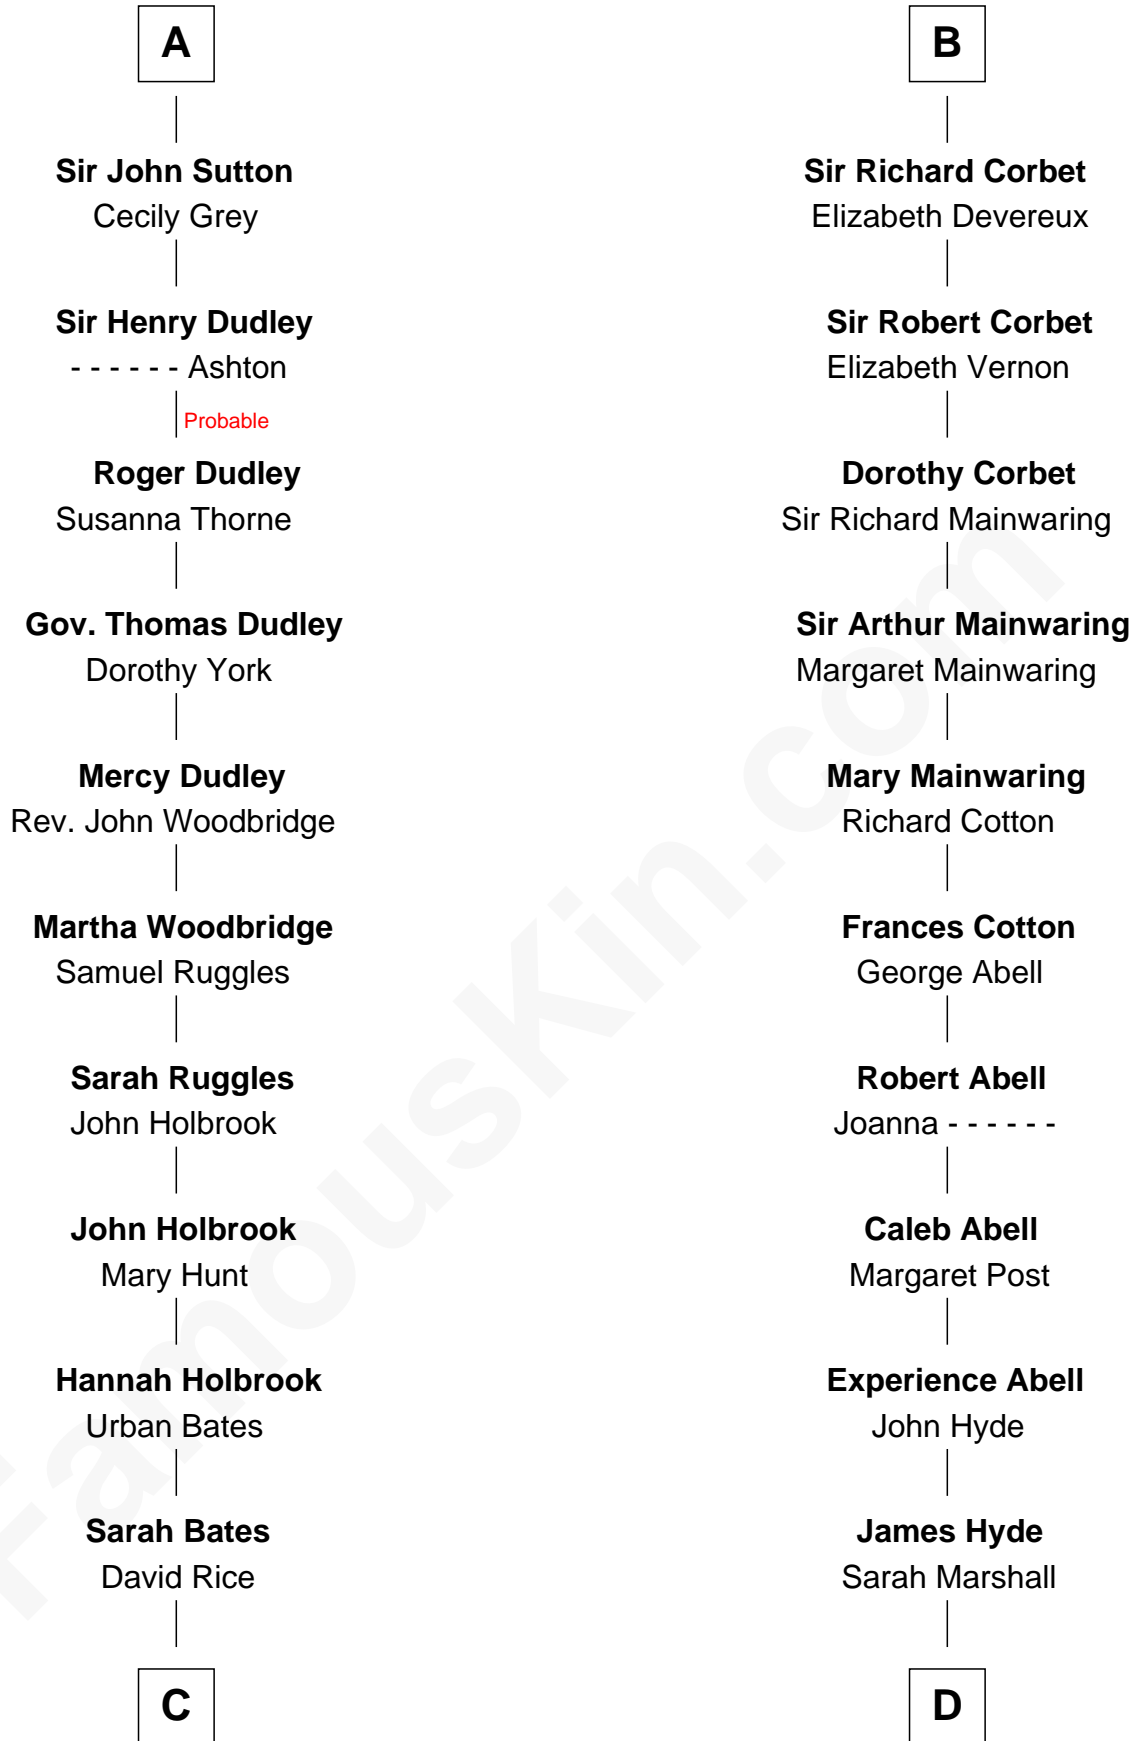 A
Sir John Sutton
Cecily Grey
Sir Henry Dudley
- - - - - - Ashton
Probable
Roger Dudley
Susanna Thorne
Gov. Thomas Dudley
Dorothy York
Mercy Dudley
Rev. John Woodbridge
Martha Woodbridge
Samuel Ruggles
Sarah Ruggles
John Holbrook
John Holbrook
Mary Hunt
Hannah Holbrook
Urban Bates
Sarah Bates
David Rice
C
B
Sir Richard Corbet
Elizabeth Devereux
Sir Robert Corbet
Elizabeth Vernon
Dorothy Corbet
Sir Richard Mainwaring
Sir Arthur Mainwaring
Margaret Mainwaring
Mary Mainwaring
Richard Cotton
Frances Cotton
George Abell
Robert Abell
Joanna - - - - - -
Caleb Abell
Margaret Post
Experience Abell
John Hyde
James Hyde
Sarah Marshall
D
FamousKin.com